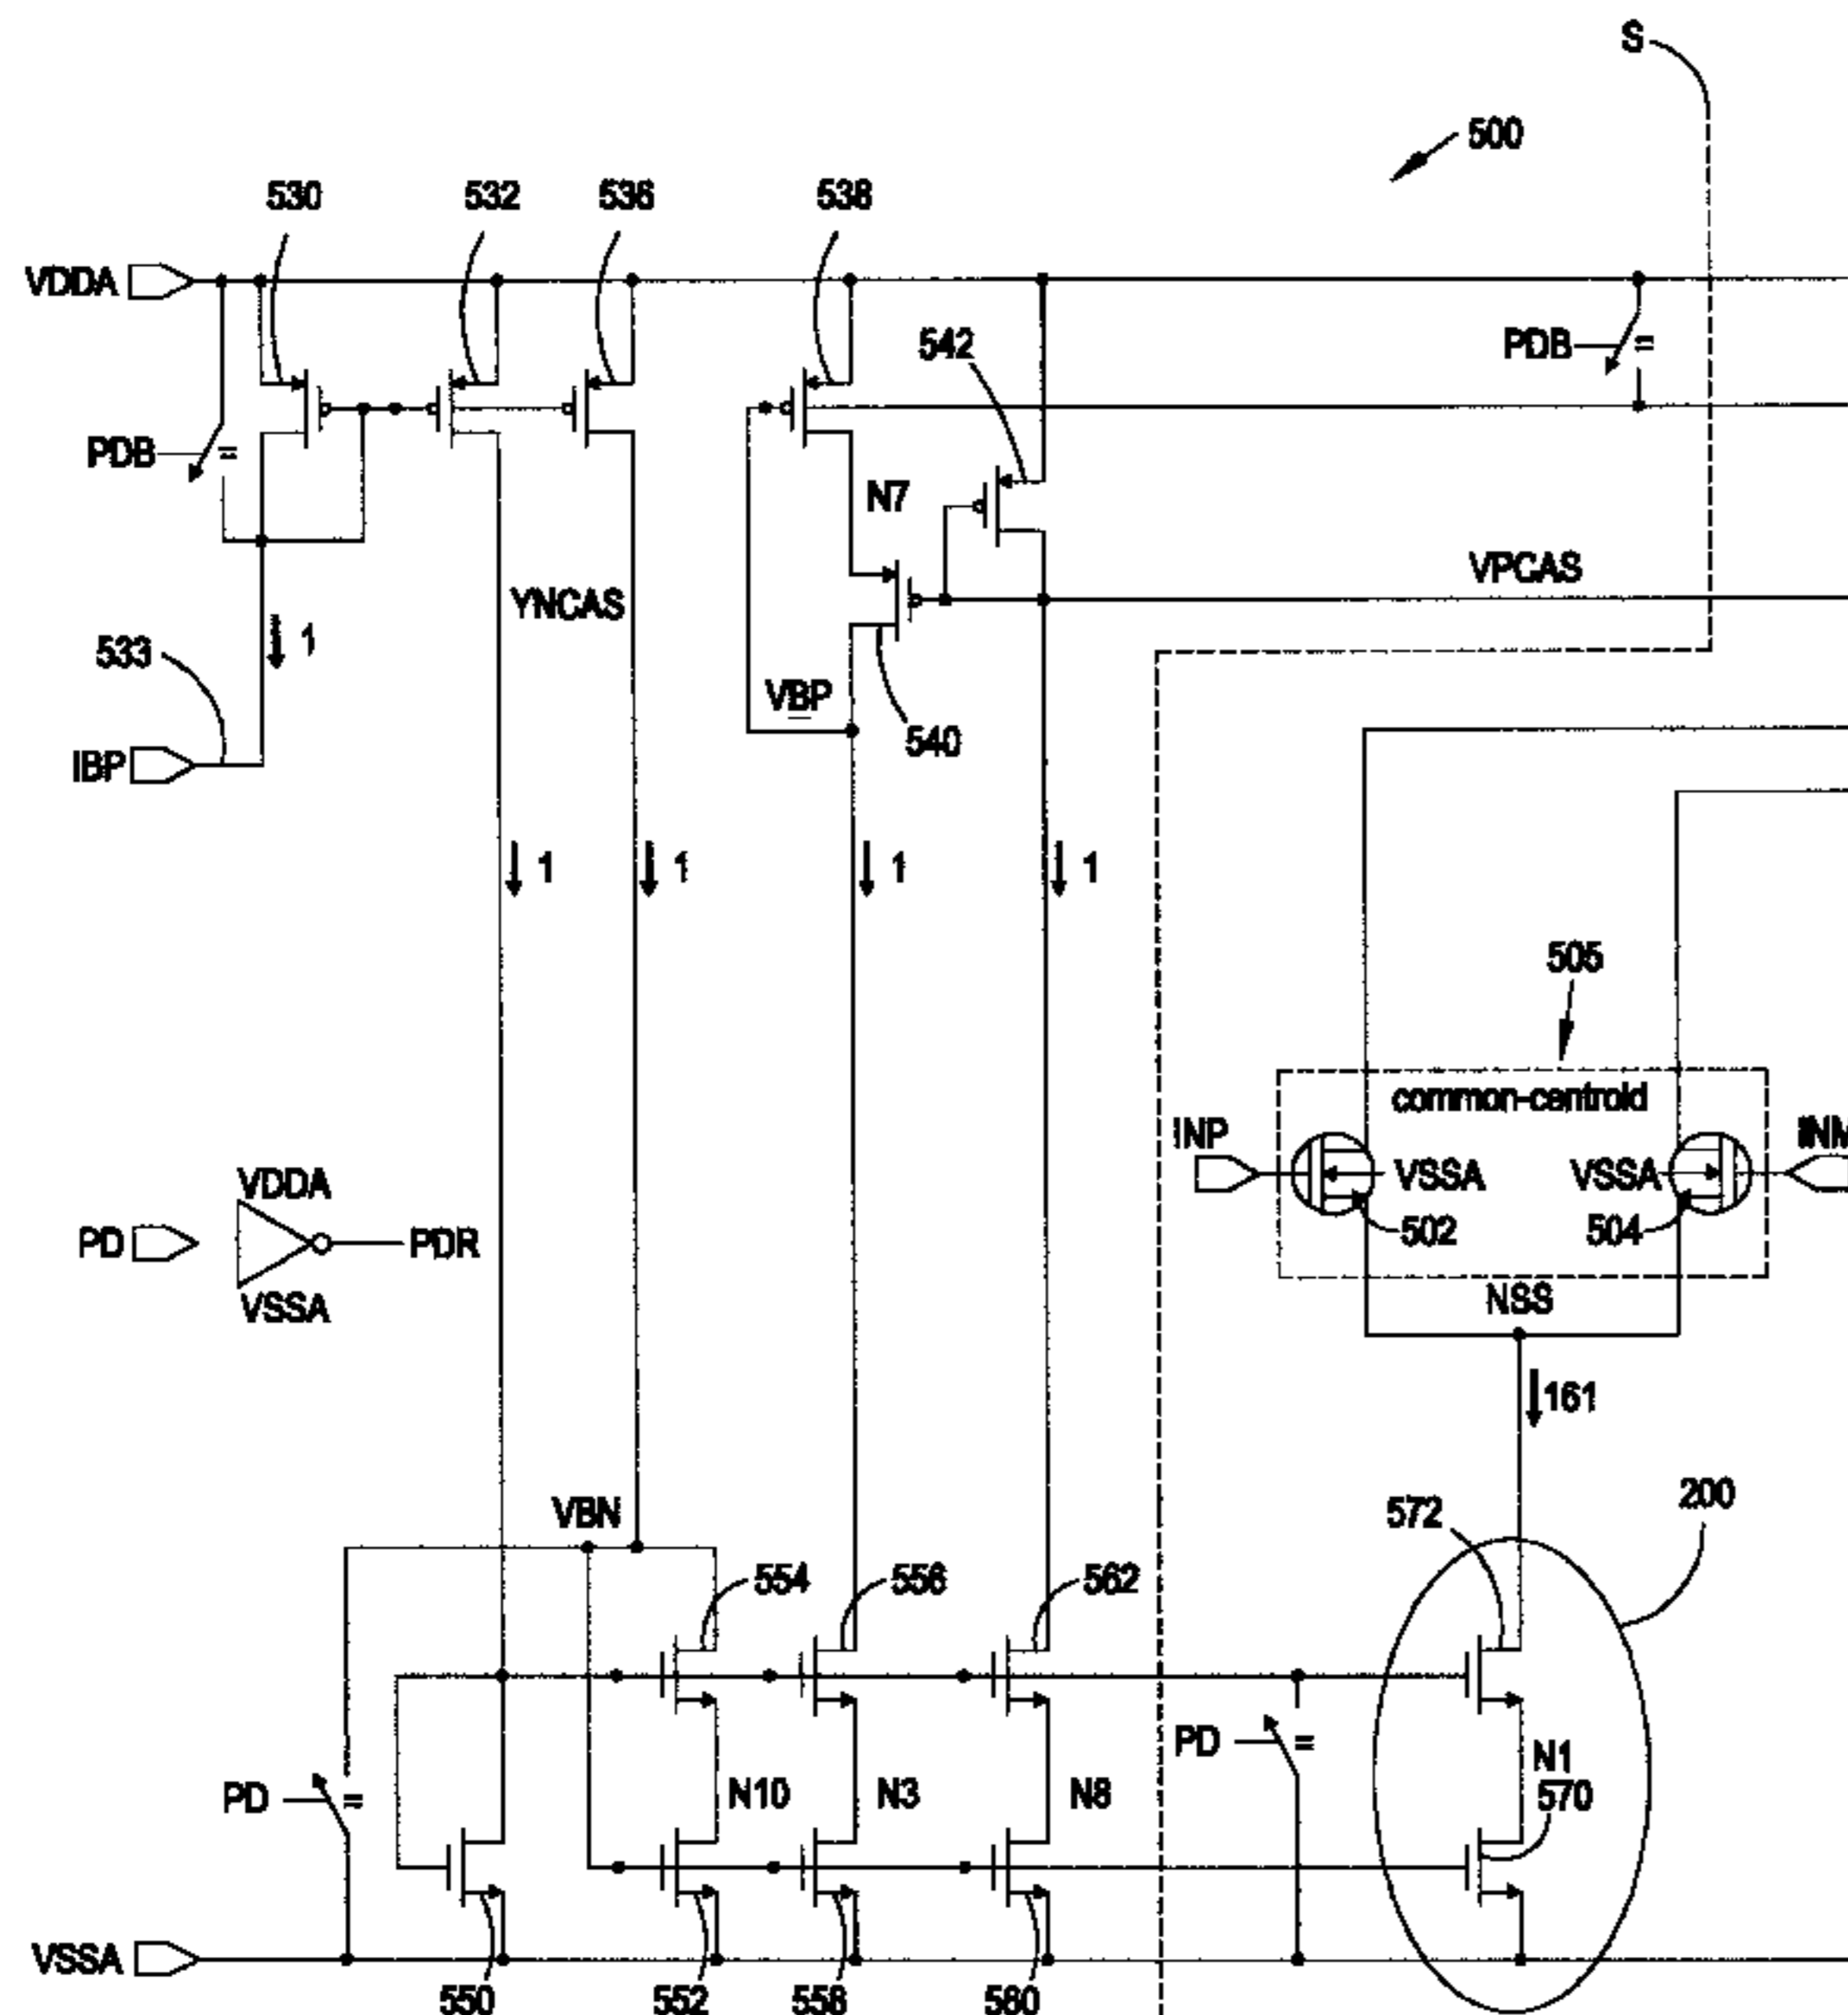 S
500
530
532
536
538
VDDA
542
PDB
PDB
N7
VPCAS
YNCAS
1
533
VBP
540
IBP
1
1
1
1
505
common-centroid
INP
INM
VSSA
VSSA
502
504
VDDA
PD
PDR
VSSA
NSS
161
200
572
VBN
554
556
562
PD
N1
570
PD
N10
N3
N8
VSSA
550
552
558
560